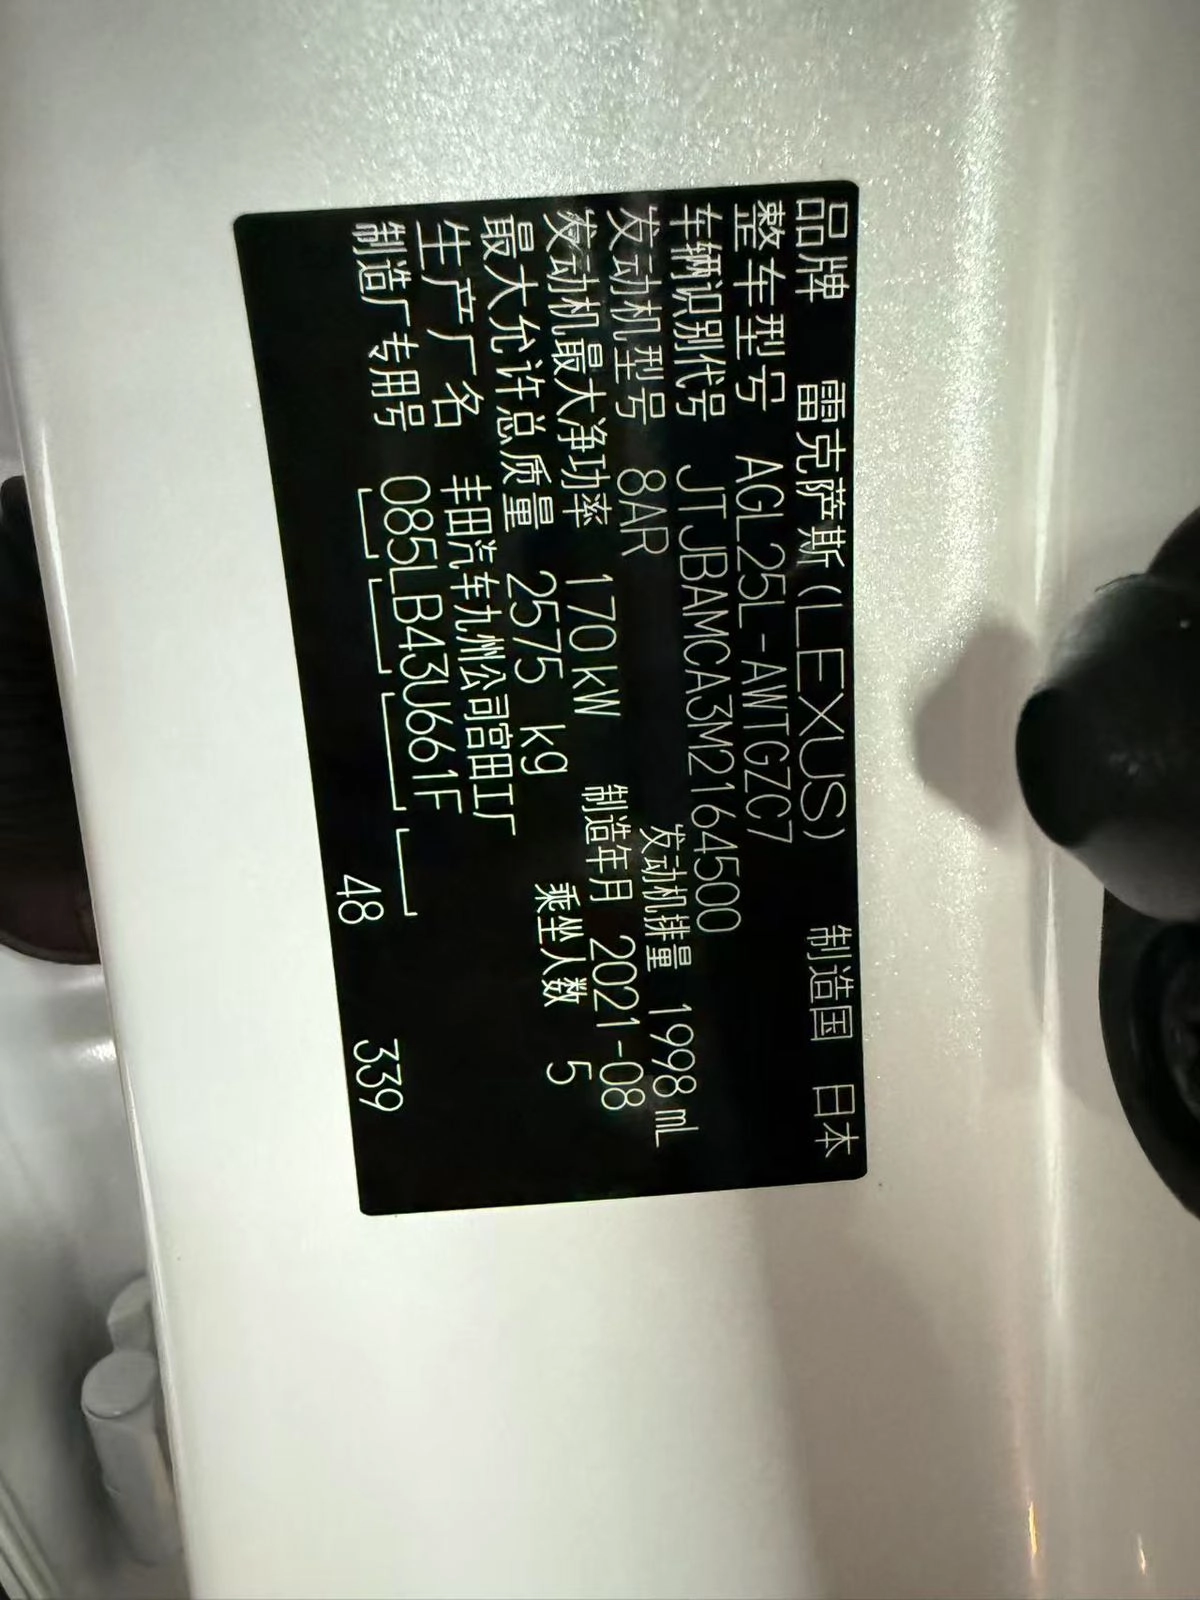 品牌 雷克萨斯(LEXUS) 制造国 日本
整车型号 AGL25L-AWTGZC7
车辆识别代号 JTJBAMCA3M2164500
发动机型号 8AR 发动机排量 1998 mL
发动机最大净功率 170 kW 制造年月 2021-08
最大允许总质量 2575 kg 乘坐人数 5
生产厂名 丰田汽车九州公司宫田工厂
制造厂专用号 085LB43U661F
48 339